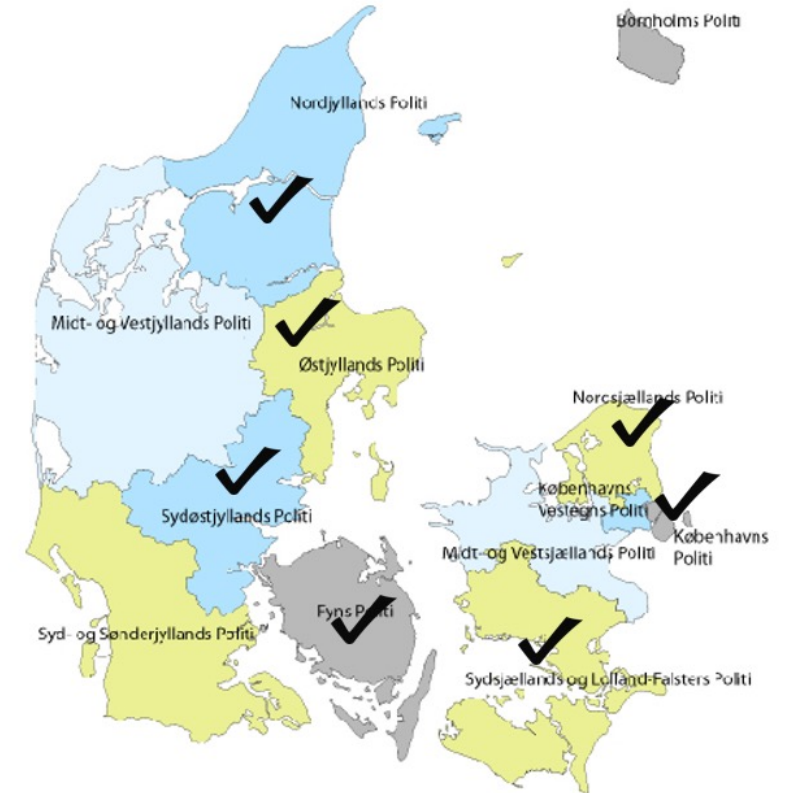 Bornholms Politi
Nordjyllands Politi
Midt- og Vestjyllands Politi
Østjyllands Politi
Nordsjællands Politi
Københavns
Vestegns Politi
Sydøstjyllands Politi
Københavns
Politi
Midt- og Vestsjællands Politi
Fyns Politi
Syd- og Sønderjyllands Politi
Sydsjællands og Lolland-Falsters Politi